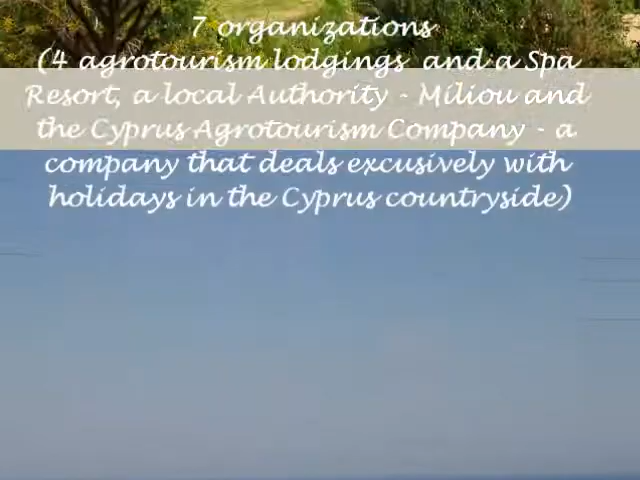 7 organizations
(4 agrotourism lodgings and a Spa
Resort, a local Authority - Miliou and
the Cyprus Agrotourism Company - a
company that deals excusively with
holidays in the Cyprus countryside)